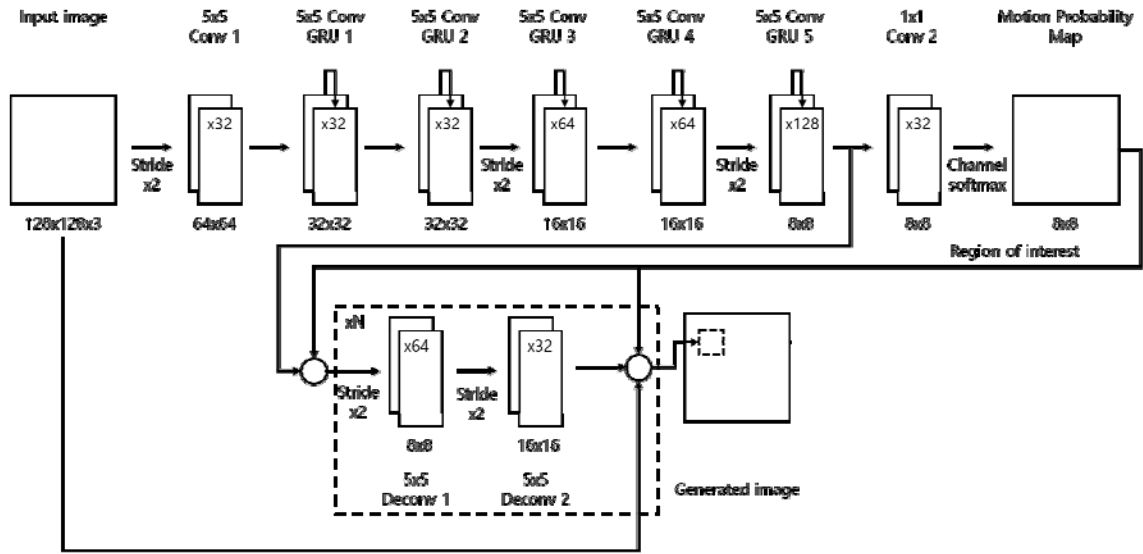 Input image
5x5
Conv 1
5x5 Conv
GRU 1
5x5 Conv
GRU 2
5x5 Conv
GRU 3
5x5 Conv
GRU 4
5x5 Conv
GRU 5
1x1
Conv 2
Motion Probability
Map
x32
x32
x32
x64
x64
x128
x32
Stride
x2
Stride
x2
Stride
x2
Channel
softmax
128x128x3
64x64
32x32
32x32
16x16
16x16
8x8
8x8
8x8
Region of interest
xN
x64
x32
Stride
x2
Stride
x2
8x8
16x16
5x5
Deconv 1
5x5
Deconv 2
Generated image